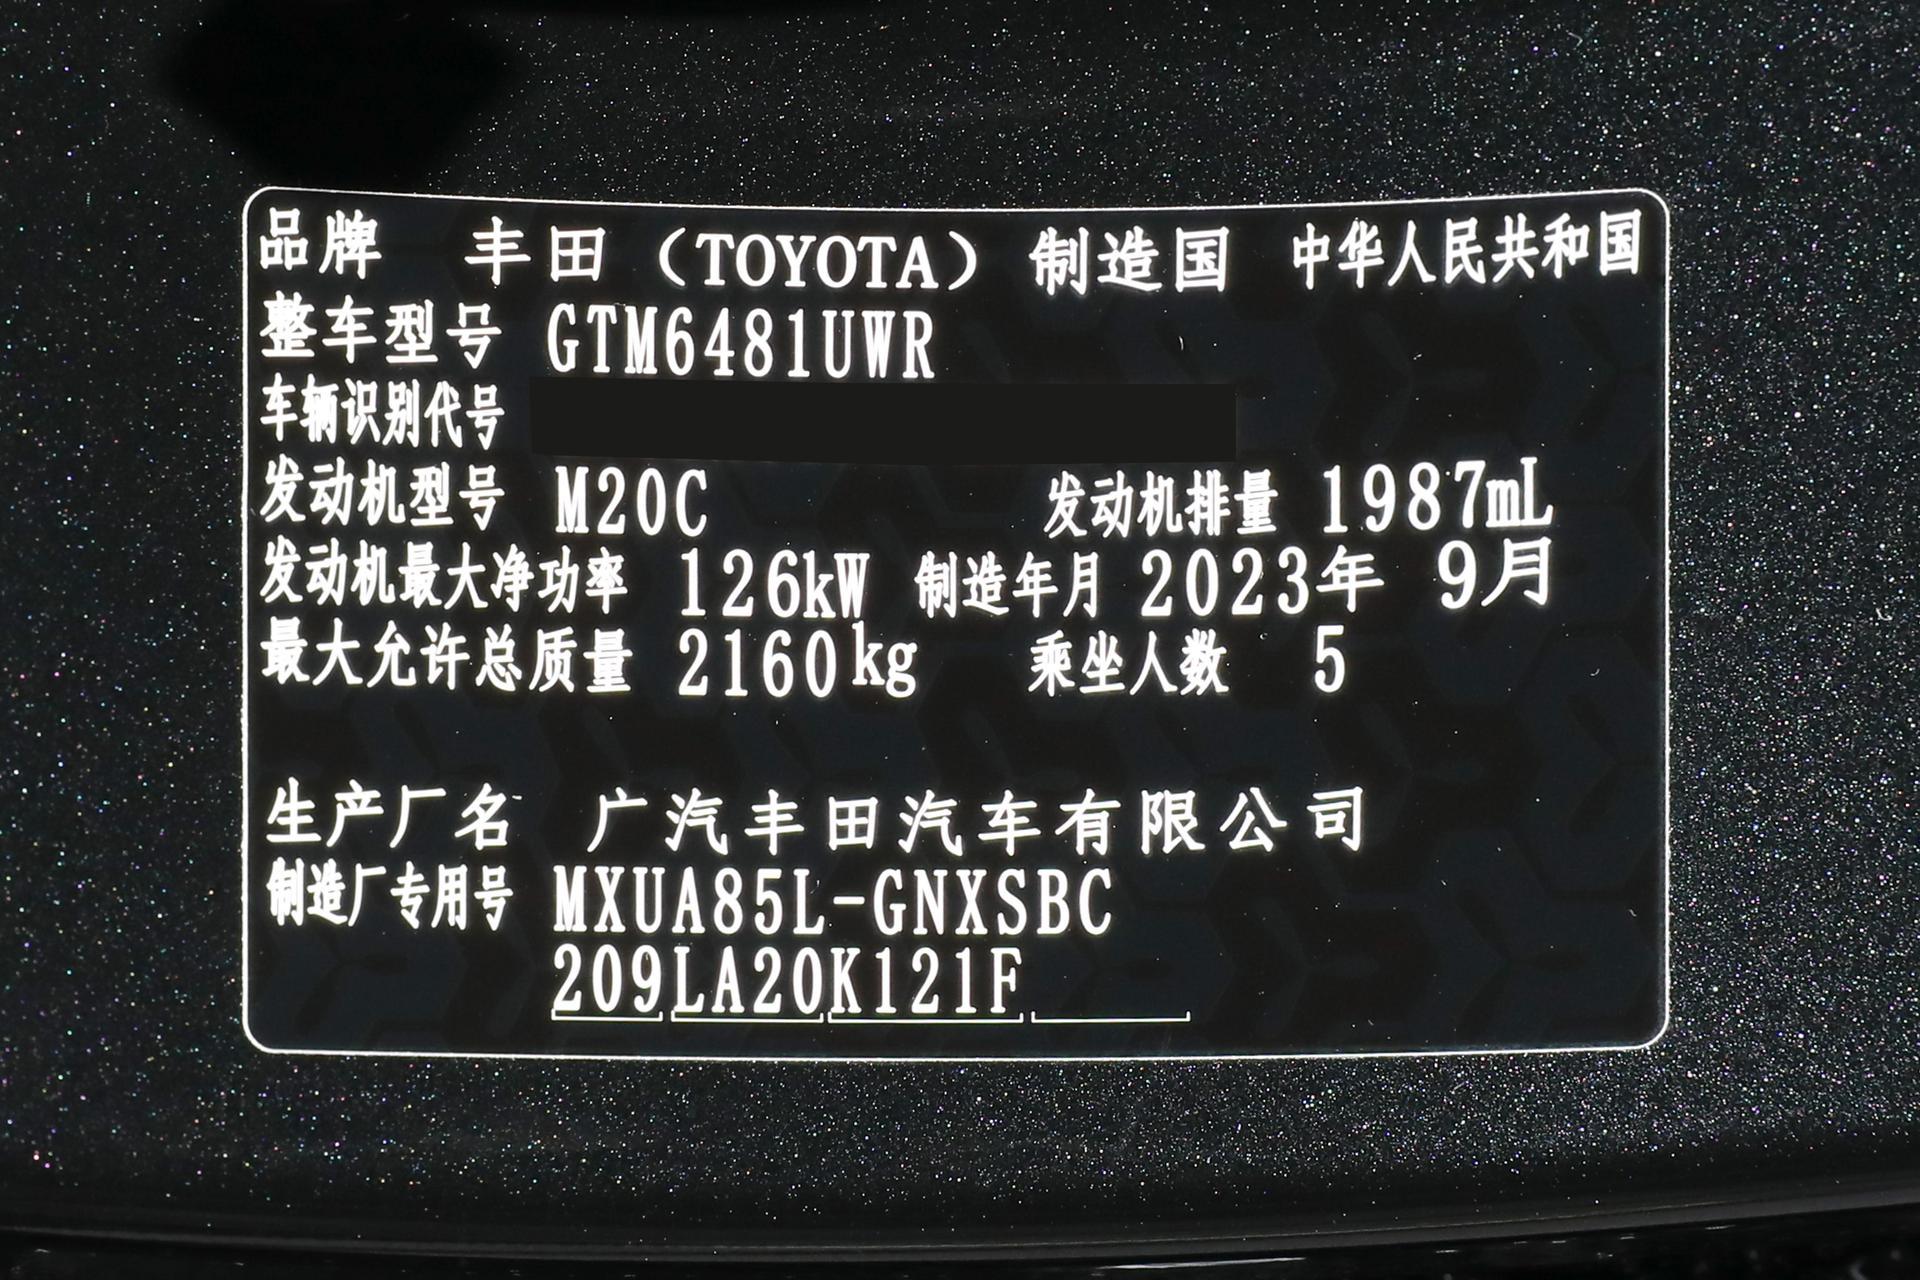 品牌 丰田（TOYOTA） 制造国 中华人民共和国
整车型号 GTM6481UWR
车辆识别代号
发动机型号 M20C 发动机排量 1987mL
发动机最大净功率 126kW 制造年月 2023年 9月
最大允许总质量 2160kg 乘坐人数 5
生产厂名 广汽丰田汽车有限公司
制造厂专用号 MXUA85L-GNXSBC
209LA20K121F